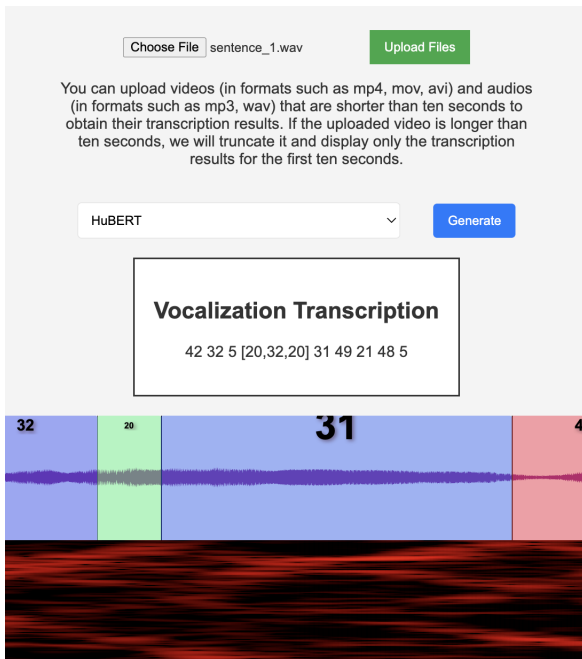 Choose File sentence_1.wav Upload Files
You can upload videos (in formats such as mp4, mov, avi) and audios
(in formats such as mp3, wav) that are shorter than ten seconds to
obtain their transcription results. If the uploaded video is longer than
ten seconds, we will truncate it and display only the transcription
results for the first ten seconds.
HuBERT Generate
Vocalization Transcription
42 32 5 [20,32,20] 31 49 21 48 5
32 20 31